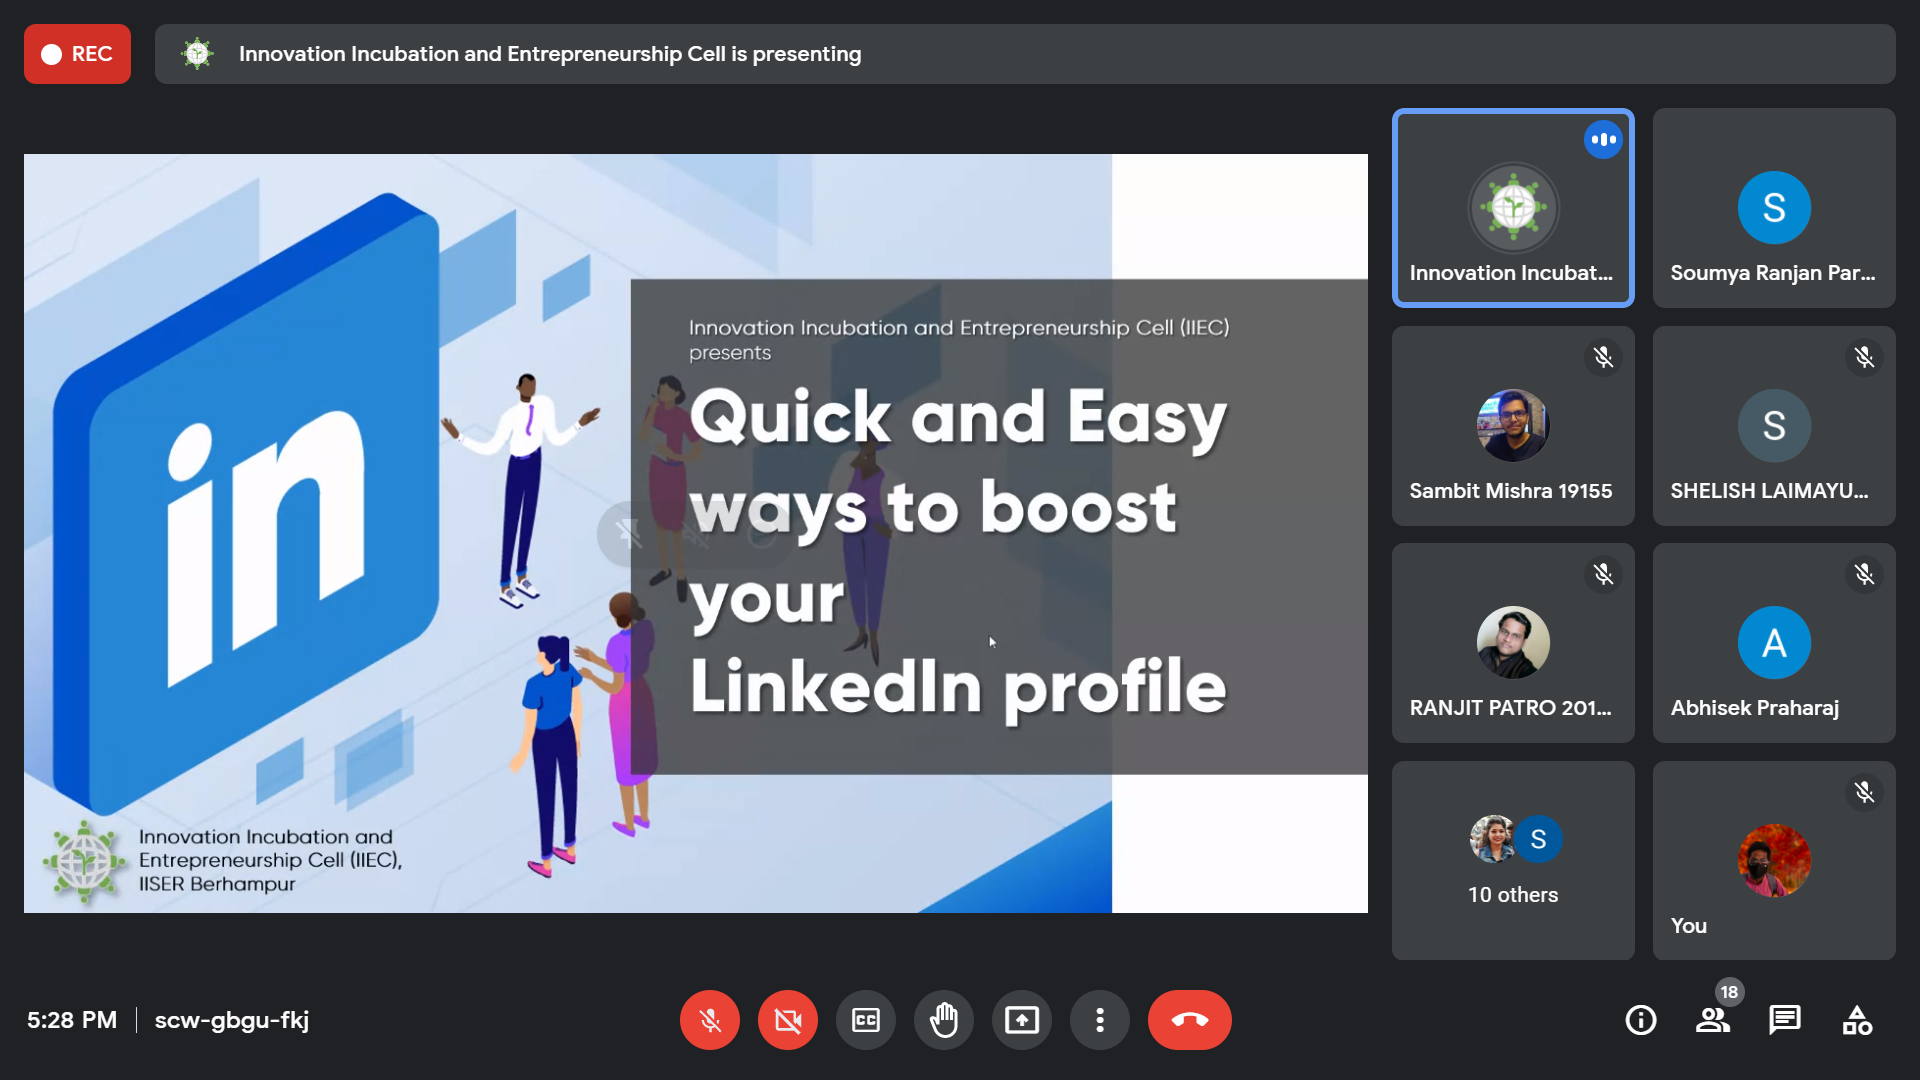 REC
Innovation Incubation and Entrepreneurship Cell is presenting
in
Innovation Incubation and Entrepreneurship Cell (IIEC)
presents
Quick and Easy
ways to boost
your
LinkedIn profile
Innovation Incubation and
Entrepreneurship Cell (IIEC),
IISER Berhampur
Innovation Incubat...
S
Soumya Ranjan Par...
Sambit Mishra 19155
S
SHELISH LAIMAYU...
RANJIT PATRO 201...
A
Abhisek Praharaj
S
10 others
You
5:28 PM
scw-gbgu-fkj
CC
18